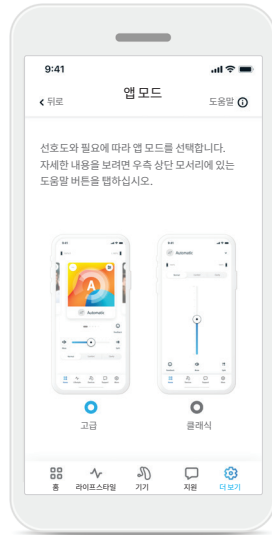 9:41
뒤로
앱 모드
도움말
선호도와 필요에 따라 앱 모드를 선택합니다.
자세한 내용을 보려면 우측 상단 모서리에 있는
도움말 버튼을 탭하십시오.
A
Automatic
Automatic
고급
클래식
홈
라이프스타일
기기
지원
더 보기